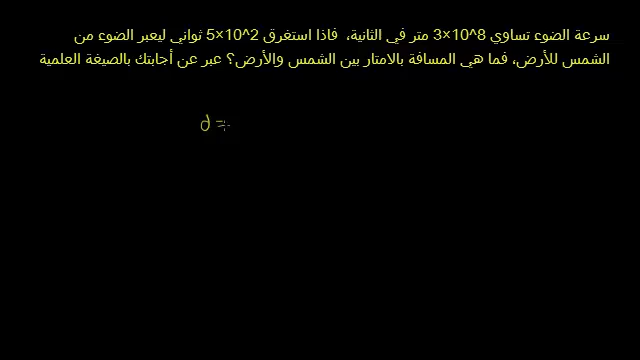 سرعة الضوء تساوي 3×10^8 متر في الثانية، فاذا استغرق 5×10^2 ثواني ليعبر الضوء من
الشمس للأرض، فما هي المسافة بالامتار بين الشمس والأرض؟ عبر عن أجابتك بالصيغة العلمية
d =